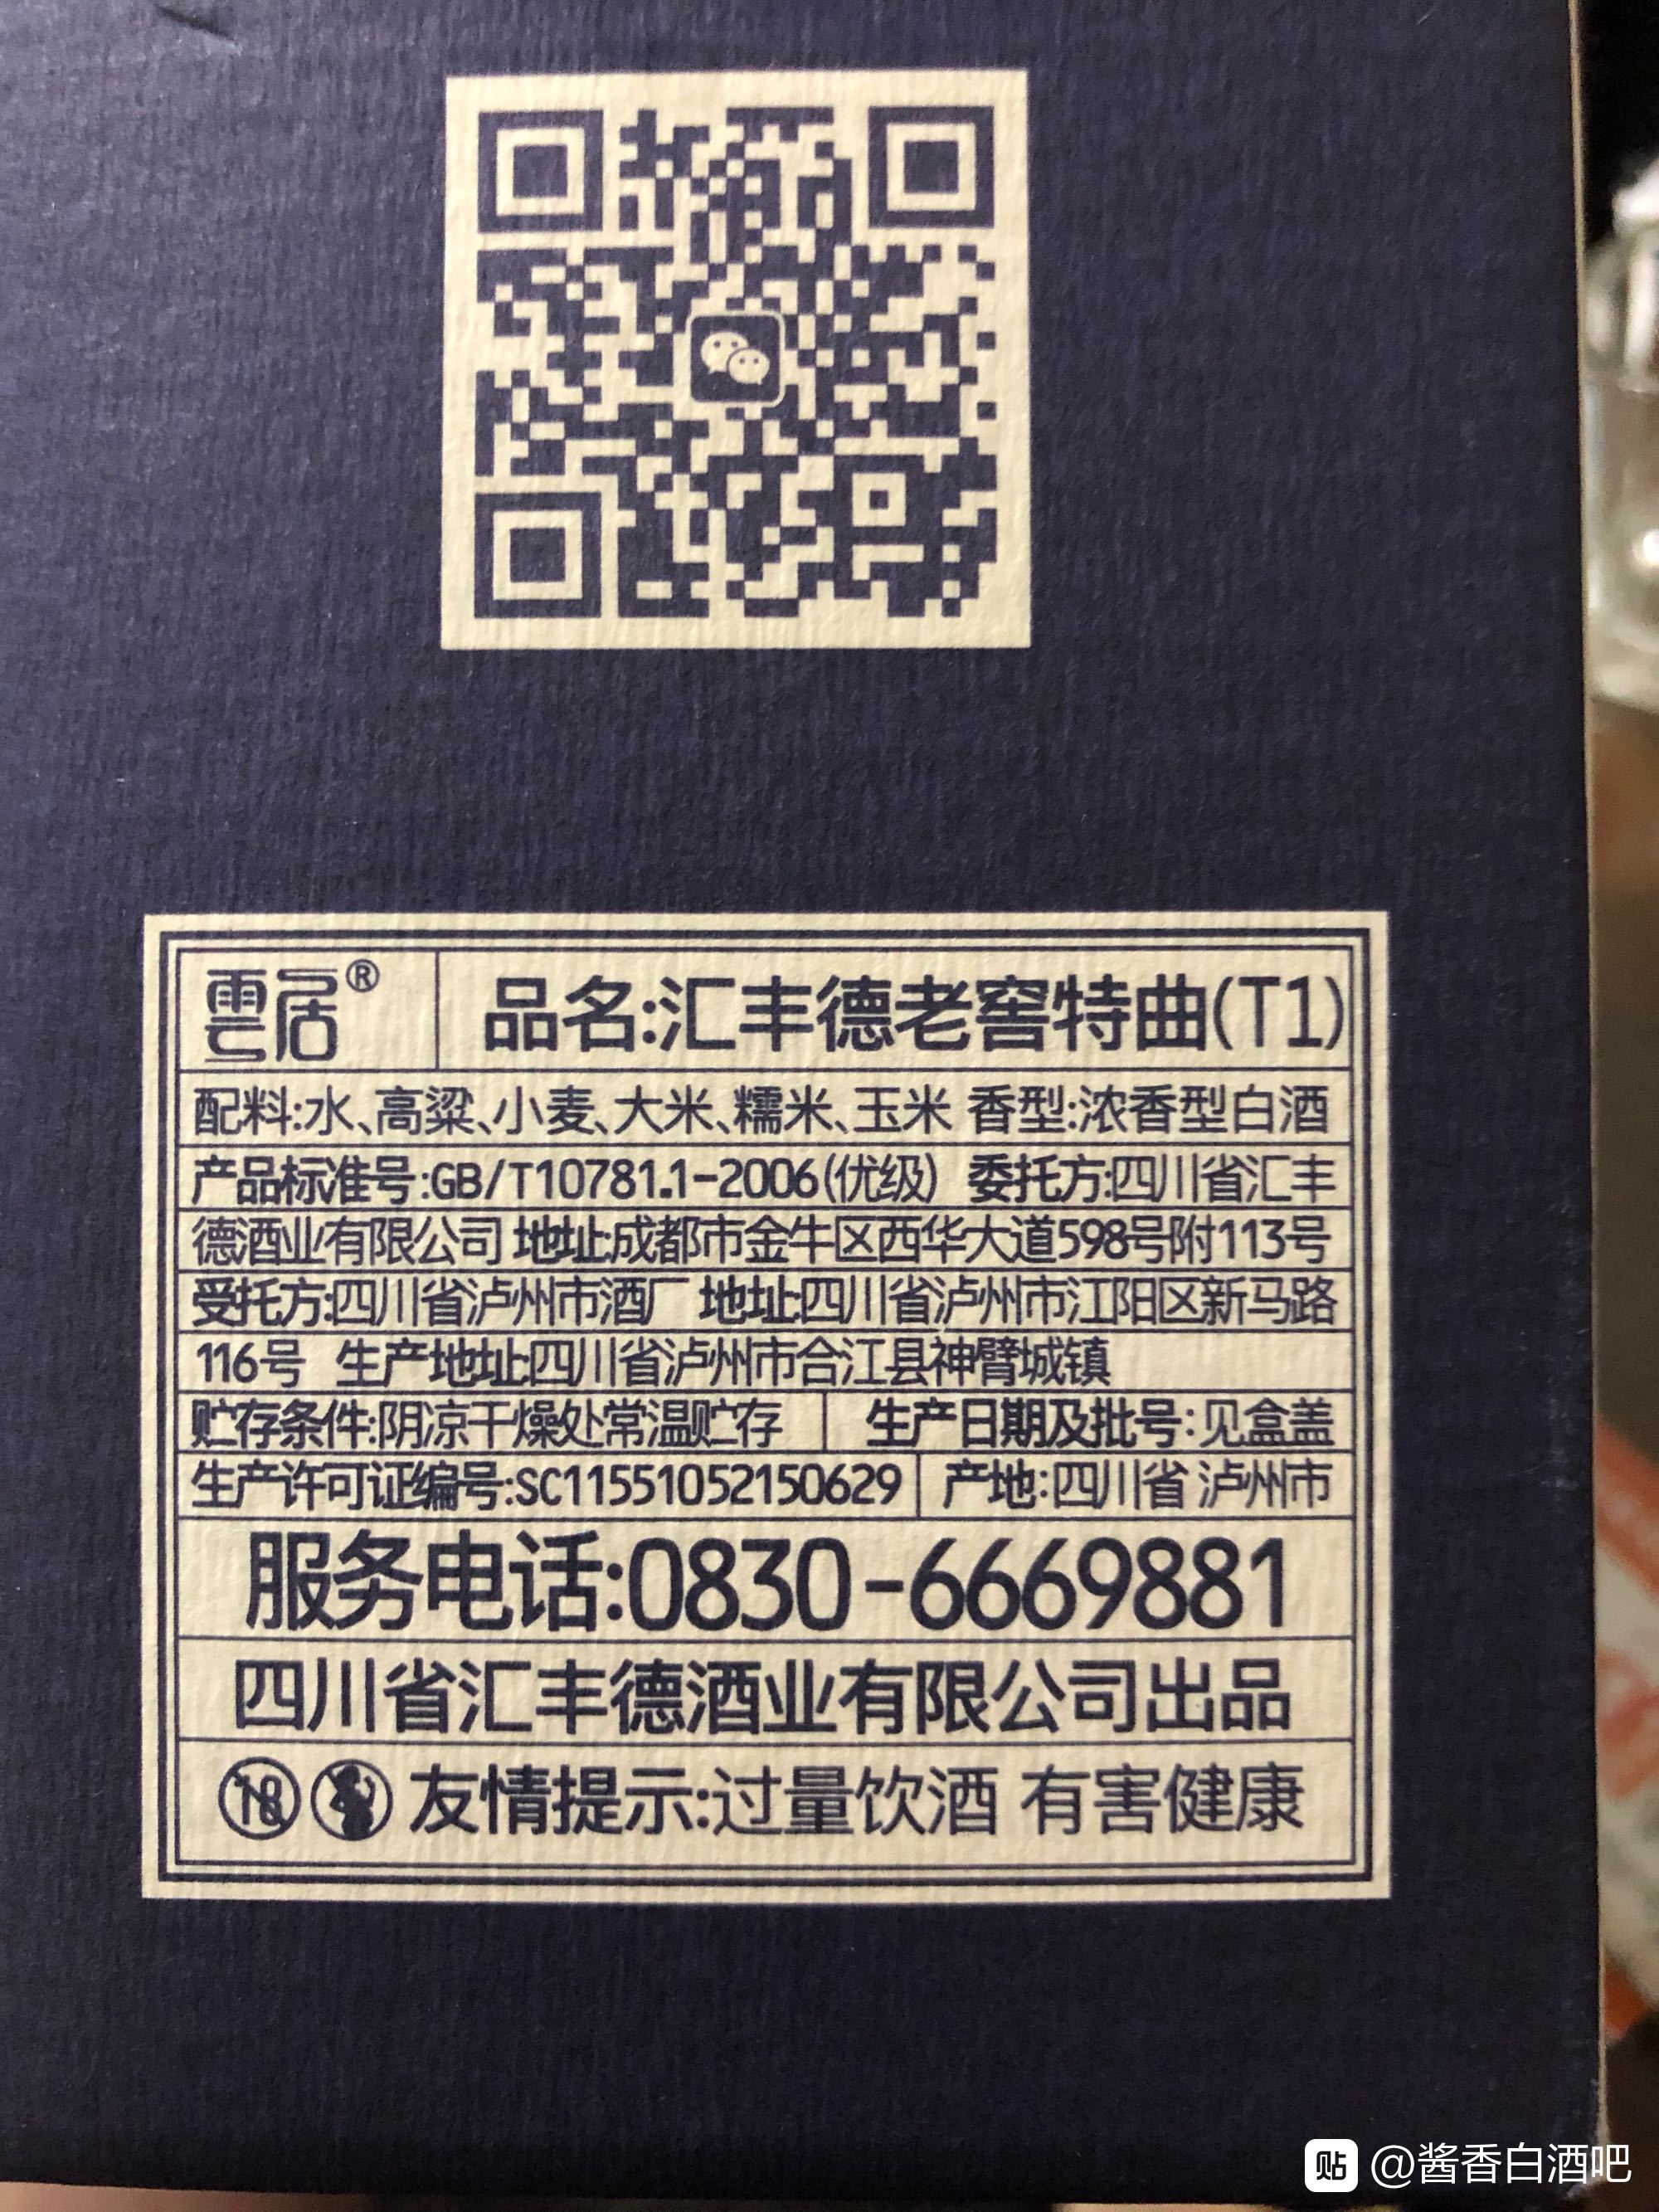 雲居® 品名:汇丰德老窖特曲(T1)
配料:水、高粱、小麦、大米、糯米、玉米 香型:浓香型白酒
产品标准号:GB/T10781.1-2006(优级) 委托方:四川省汇丰
德酒业有限公司 地址:成都市金牛区西华大道598号附113号
受托方:四川省泸州市酒厂 地址:四川省泸州市江阳区新马路
116号 生产地址:四川省泸州市合江县神臂城镇
贮存条件:阴凉干燥处常温贮存 生产日期及批号:见盒盖
生产许可证编号:SC11551052150629 产地:四川省 泸州市
服务电话:0830-6669881
四川省汇丰德酒业有限公司出品
18 友情提示:过量饮酒 有害健康
贴 @酱香白酒吧